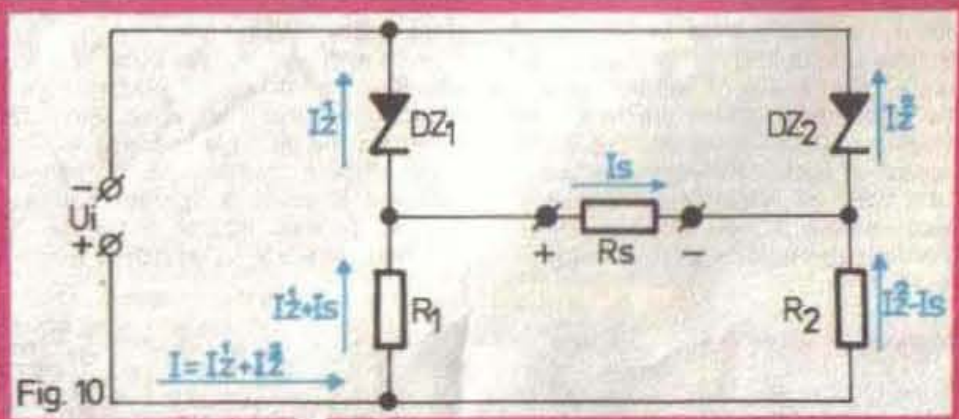 Iz¹
DZ₁
DZ₂
Iz²
Is
-
Ui
+
+
Rs
-
Iz¹+Is
R₁
R₂
Iz²-Is
I=Iz¹+Iz²
Fig. 10